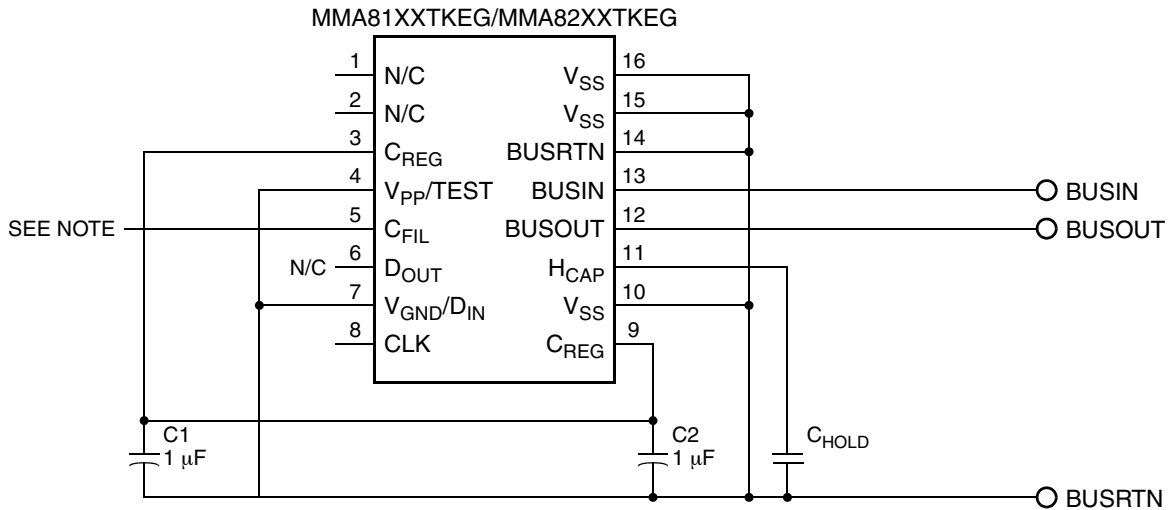 MMA81XXTKEG/MMA82XXTKEG
1 N/C VSS 16
2 N/C VSS 15
3 CREG BUSRTN 14
4 VPP/TEST BUSIN 13 BUSIN
SEE NOTE 5 CFIL BUSOUT 12 BUSOUT
N/C 6 DOUT HCAP 11
7 VGND/DIN VSS 10
8 CLK CREG 9
C1
1 μF
C2
1 μF
CHOLD
BUSRTN